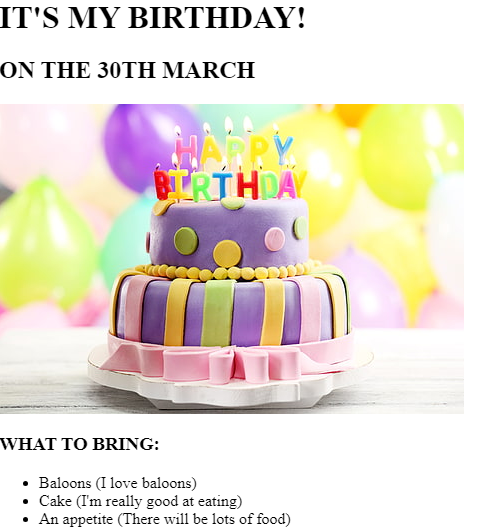 IT'S MY BIRTHDAY!
ON THE 30TH MARCH
HAPPY
BIRTHDAY
WHAT TO BRING:
Baloons (I love baloons)
Cake (I'm really good at eating)
An appetite (There will be lots of food)